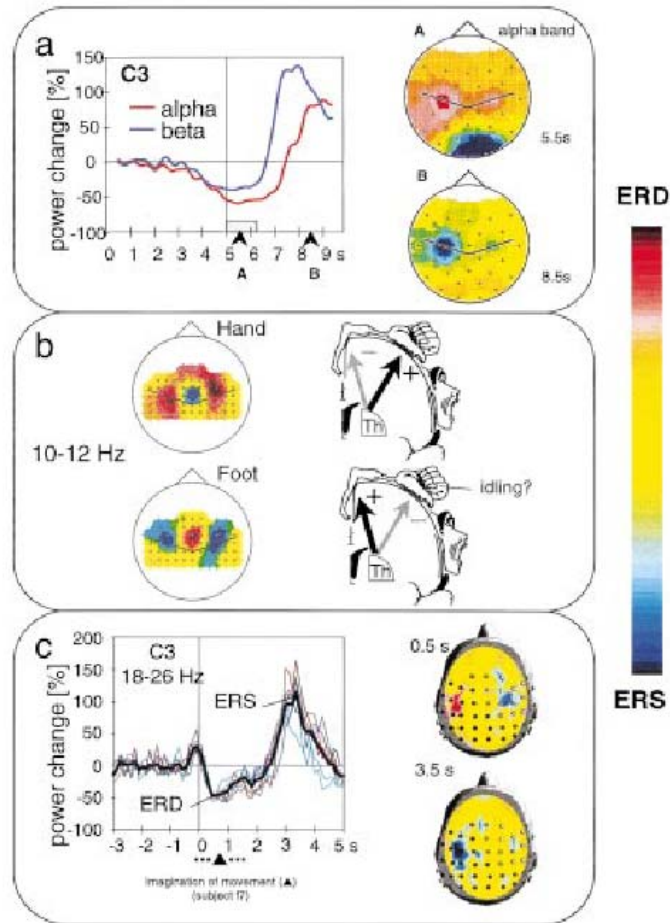 a
C3
alpha
beta
power change [%]
150
100
50
0
-50
-100
0 1 2 3 4 5 6 7 8 9 s
A B
A alpha band
5.5s
B
8.5s
ERD
ERS
b
Hand
10-12 Hz
Foot
+
Th
idling?
+
Th
c
C3
18-26 Hz
power change [%]
200
150
100
50
0
-50
-100
ERS
ERD
-3 -2 -1 0 1 2 3 4 5 s
Imagination of movement (▲)
0.5 s
3.5 s